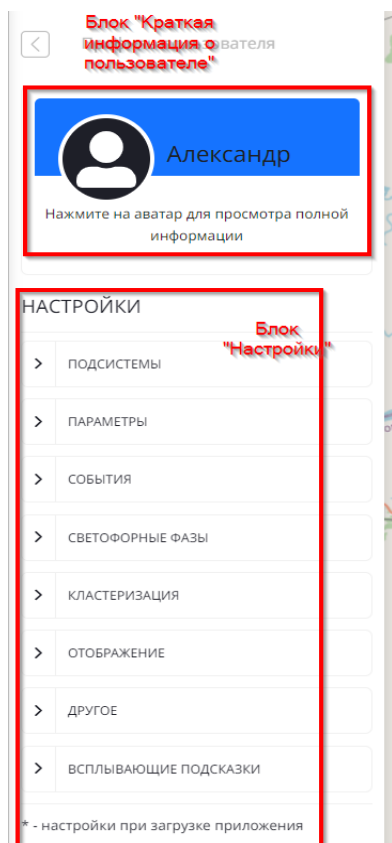 Блок "Краткая
информация о
пользователе"
вателя
Александр
Нажмите на аватар для просмотра полной
информации
НАСТРОЙКИ
Блок
"Настройки"
ПОДСИСТЕМЫ
ПАРАМЕТРЫ
СОБЫТИЯ
СВЕТОФОРНЫЕ ФАЗЫ
КЛАСТЕРИЗАЦИЯ
ОТОБРАЖЕНИЕ
ДРУГОЕ
ВСПЛЫВАЮЩИЕ ПОДСКАЗКИ
* - настройки при загрузке приложения